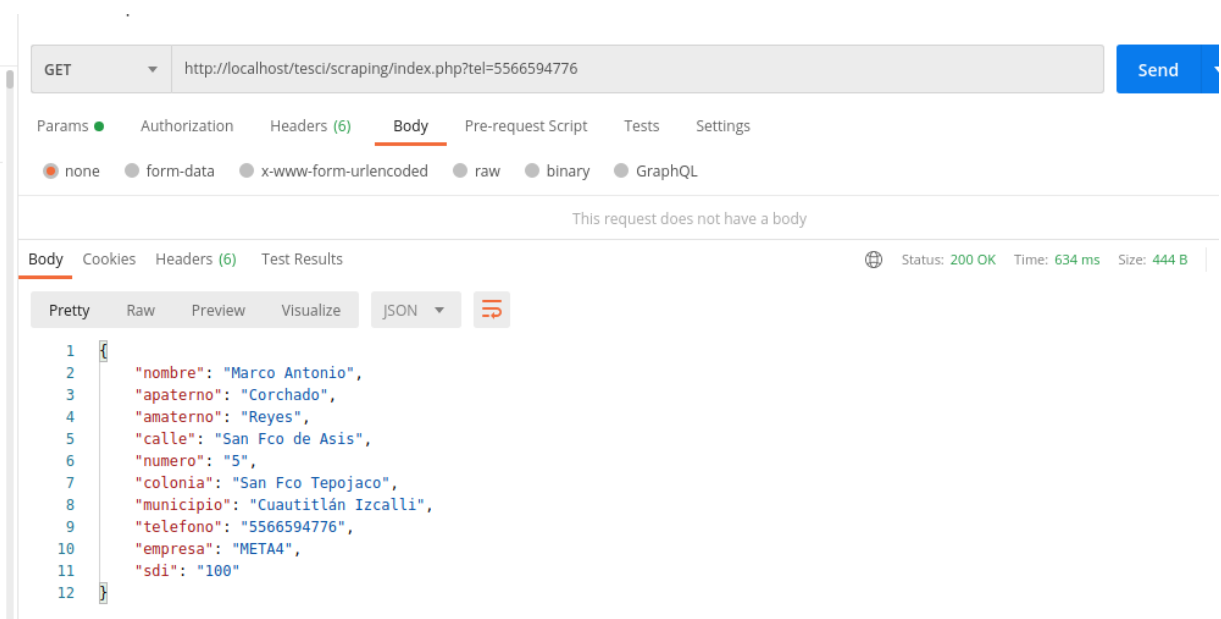 GET http://localhost/tesci/scraping/index.php?tel=5566594776 Send
Params Authorization Headers (6) Body Pre-request Script Tests Settings
none form-data x-www-form-urlencoded raw binary GraphQL
This request does not have a body
Body Cookies Headers (6) Test Results Status: 200 OK Time: 634 ms Size: 444 B
Pretty Raw Preview Visualize JSON
1 {
2 "nombre": "Marco Antonio",
3 "apaterno": "Corchado",
4 "amaterno": "Reyes",
5 "calle": "San Fco de Asis",
6 "numero": "5",
7 "colonia": "San Fco Tepojaco",
8 "municipio": "Cuautitlán Izcalli",
9 "telefono": "5566594776",
10 "empresa": "META4",
11 "sdi": "100"
12 }